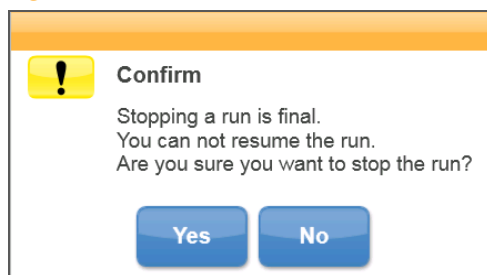 Confirm
Stopping a run is final.
You can not resume the run.
Are you sure you want to stop the run?
Yes No